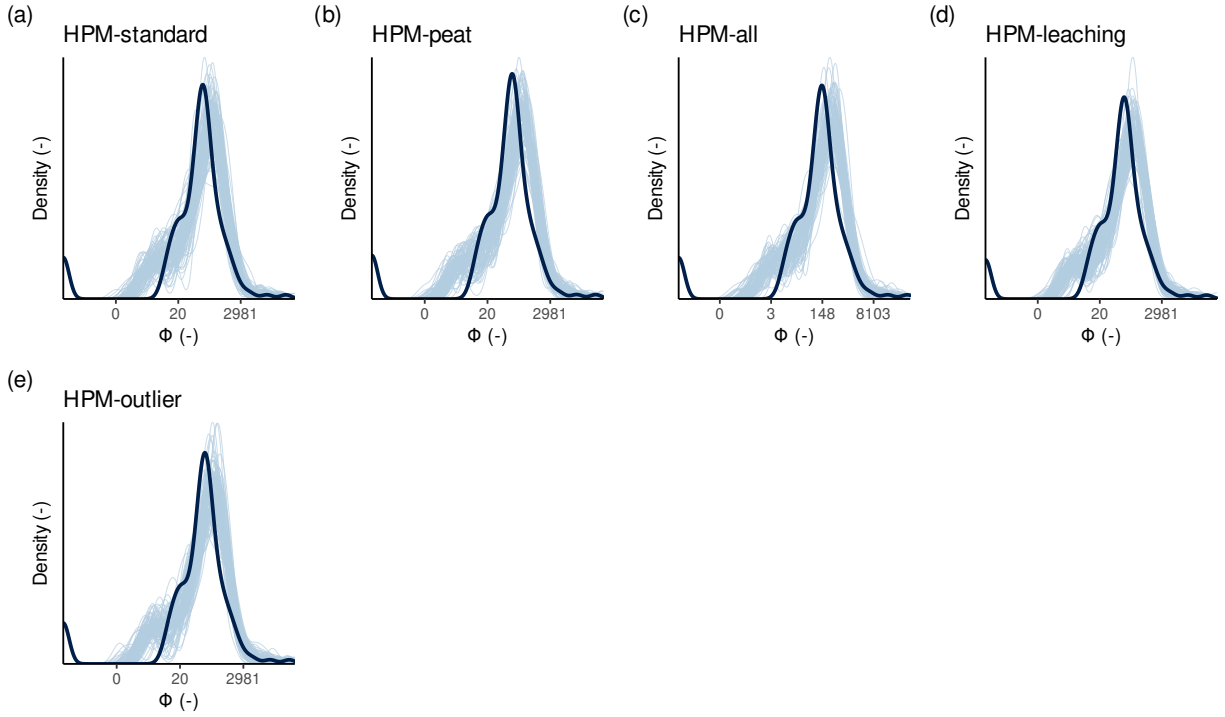 (a)
HPM-standard
Density (-)
0 20 2981
Φ (-)
(b)
HPM-peat
Density (-)
0 20 2981
Φ (-)
(c)
HPM-all
Density (-)
0 3 148 8103
Φ (-)
(d)
HPM-leaching
Density (-)
0 20 2981
Φ (-)
(e)
HPM-outlier
Density (-)
0 20 2981
Φ (-)